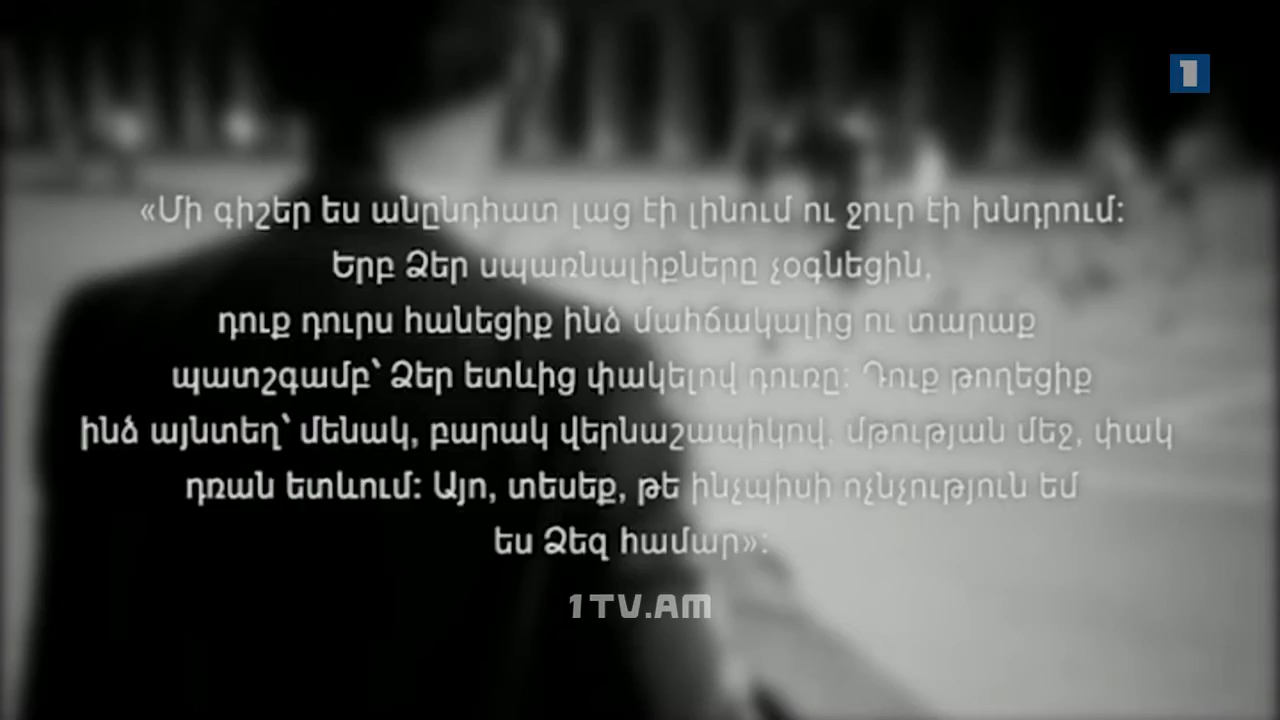 1
«Մի գիշեր ես անընդհատ լաց էի լինում ու ջուր էի խնդրում:
Երբ Ձեր սպառնալիքները չօգնեցին,
դուք դուրս հանեցիք ինձ մահճակալից ու տարաք
պատշգամբ՝ Ձեր ետևից փակելով դուռը: Դուք թողեցիք
ինձ այնտեղ՝ մենակ, բարակ վերնաշապիկով, մթության մեջ, փակ
դռան ետևում: Այո, տեսեք, թե ինչպիսի ոչնչություն եմ
ես Ձեզ համար»:
1TV.AM